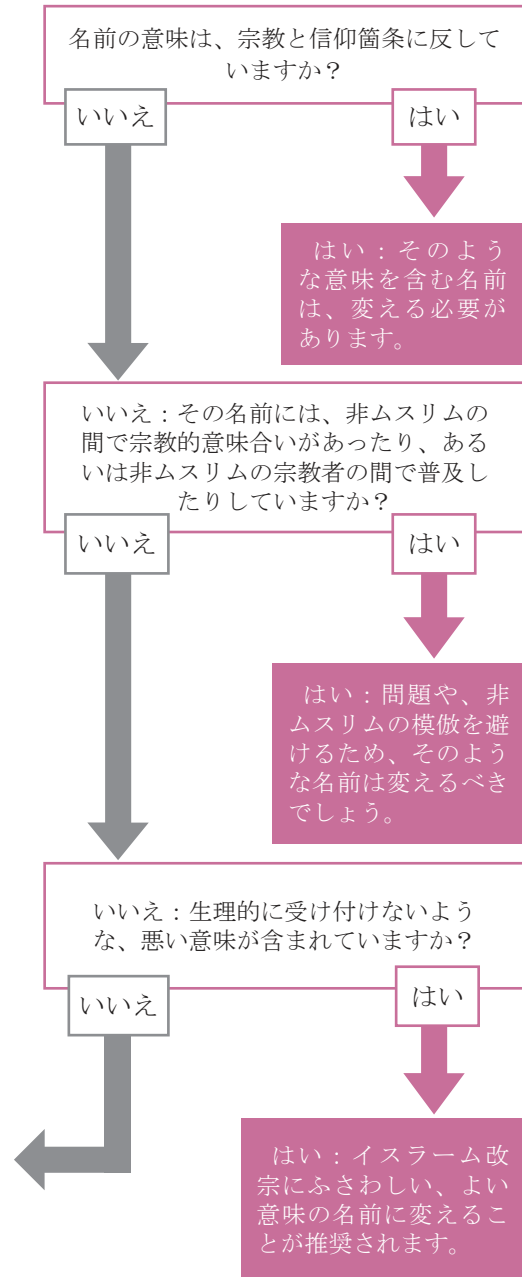 名前の意味は、宗教と信仰箇条に反して
いますか？
いいえ
はい
はい：そのよう
な意味を含む名前
は、変える必要が
あります。
いいえ：その名前には、非ムスリムの
間で宗教的意味合いがあったり、ある
いは非ムスリムの宗教者の間で普及し
たりしていますか？
いいえ
はい
はい：問題や、非
ムスリムの模倣を避
けるため、そのよう
な名前は変えるべき
でしょう。
いいえ：生理的に受け付けないよう
な、悪い意味が含まれていますか？
いいえ
はい
はい：イスラーム改
宗にふさわしい、よい
意味の名前に変えるこ
とが推奨されます。